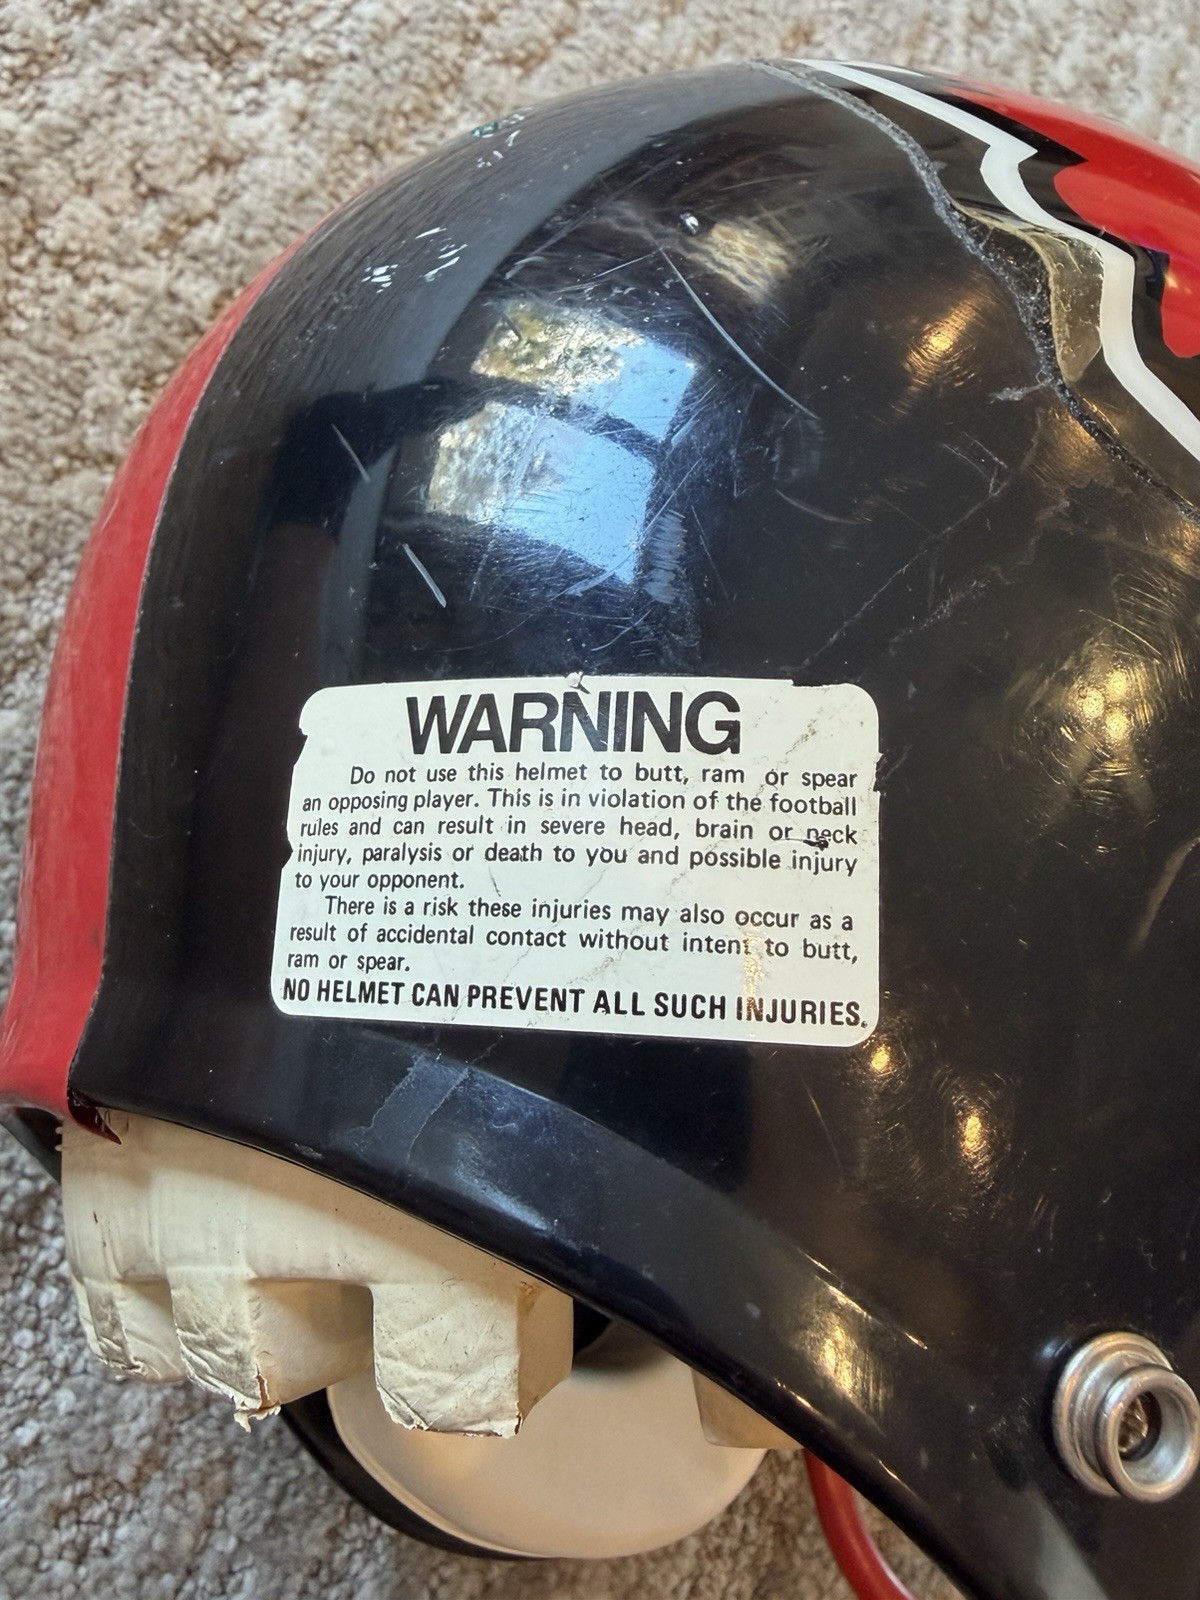 WARNING
Do not use this helmet to butt, ram or spear
an opposing player. This is in violation of the football
rules and can result in severe head, brain or neck
injury, paralysis or death to you and possible injury
to your opponent.
There is a risk these injuries may also occur as a
result of accidental contact without intent to butt,
ram or spear.
NO HELMET CAN PREVENT ALL SUCH INJURIES.